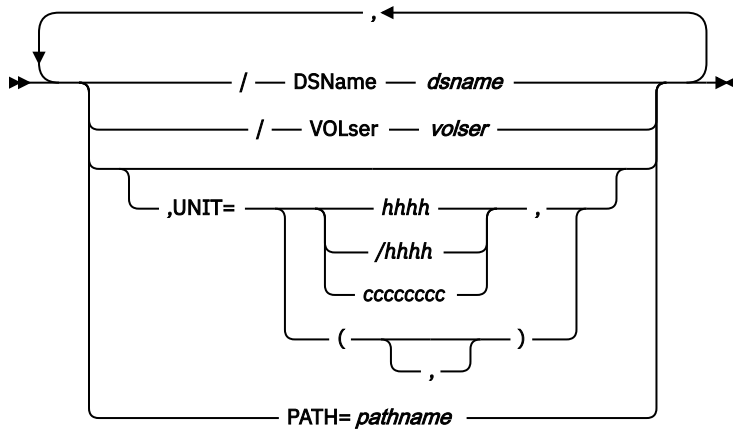 ,
/ DSName dsname
/ VOLser volser
,UNIT= hhhh ,
/hhhh
cccccccc
( )
,
PATH= pathname